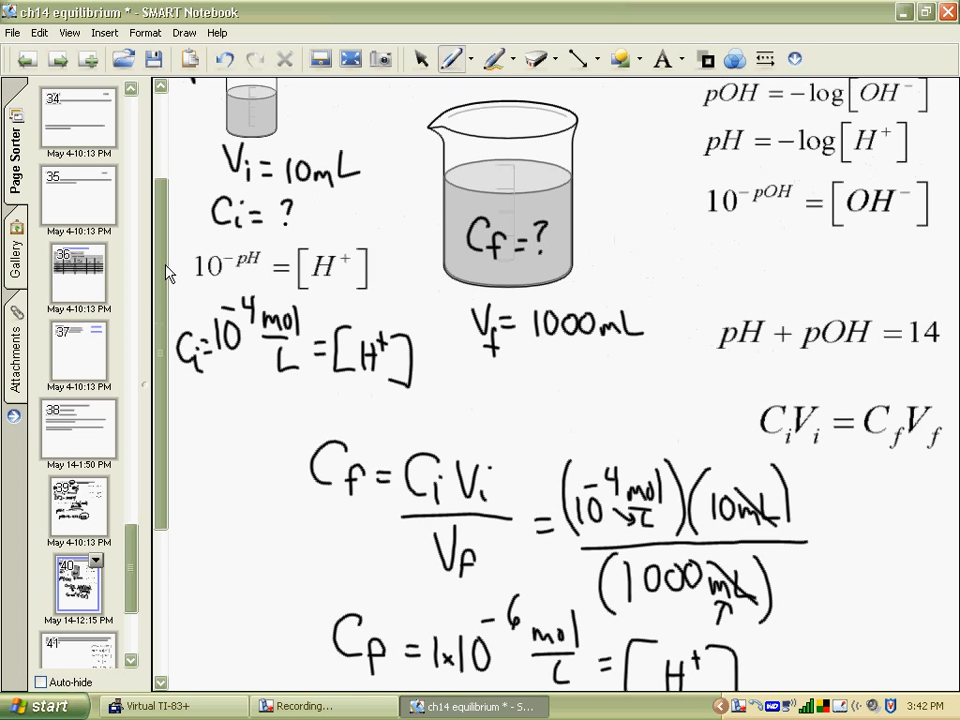 ch14 equilibrium * - SMART Notebook
File Edit View Insert Format Draw Help
Page Sorter
Gallery
Attachments
34
May 4-10:13 PM
35
May 4-10:13 PM
36
May 4-10:13 PM
37
May 4-10:13 PM
38
May 14-1:50 PM
39
May 4-10:13 PM
40
May 14-12:15 PM
41
Auto-hide
Vi = 10mL
Ci = ?
10^-pH = [H^+]
Ci = 10^-4 mol/L = [H^+]
Cf = ?
Vf = 1000mL
pOH = -log[OH^-]
pH = -log[H^+]
10^-pOH = [OH^-]
pH + pOH = 14
CiVi = CfVf
Cf = CiVi/Vf = (10^-4 mol/L)(10mL)/(1000mL)
Cf = 1x10^-6 mol/L = [H^+]
start Virtual TI-83+ Recording... ch14 equilibrium * - S... 3:42 PM